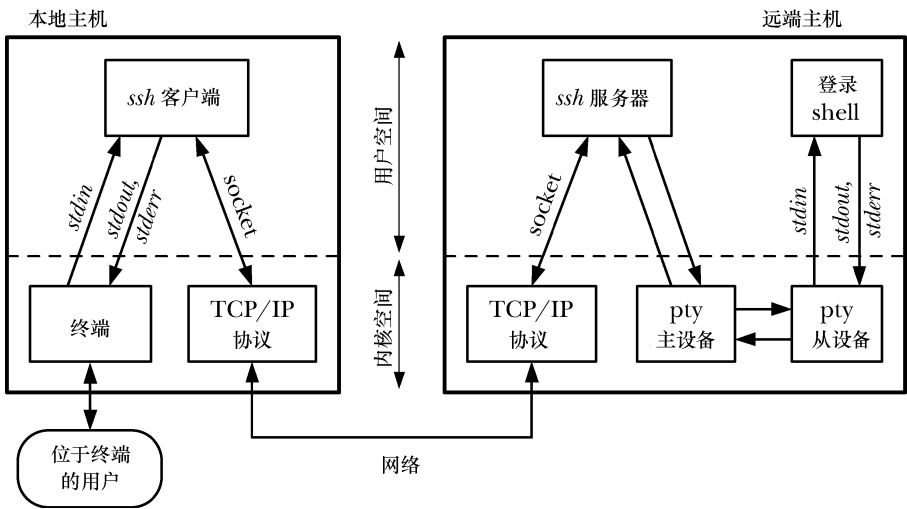 本地主机
远端主机
ssh 客户端
ssh 服务器
登录
shell
用户空间
stdin
stdout,
stderr
socket
socket
stdin
stdout,
stderr
内核空间
终端
TCP/IP
协议
TCP/IP
协议
pty
主设备
pty
从设备
位于终端
的用户
网络